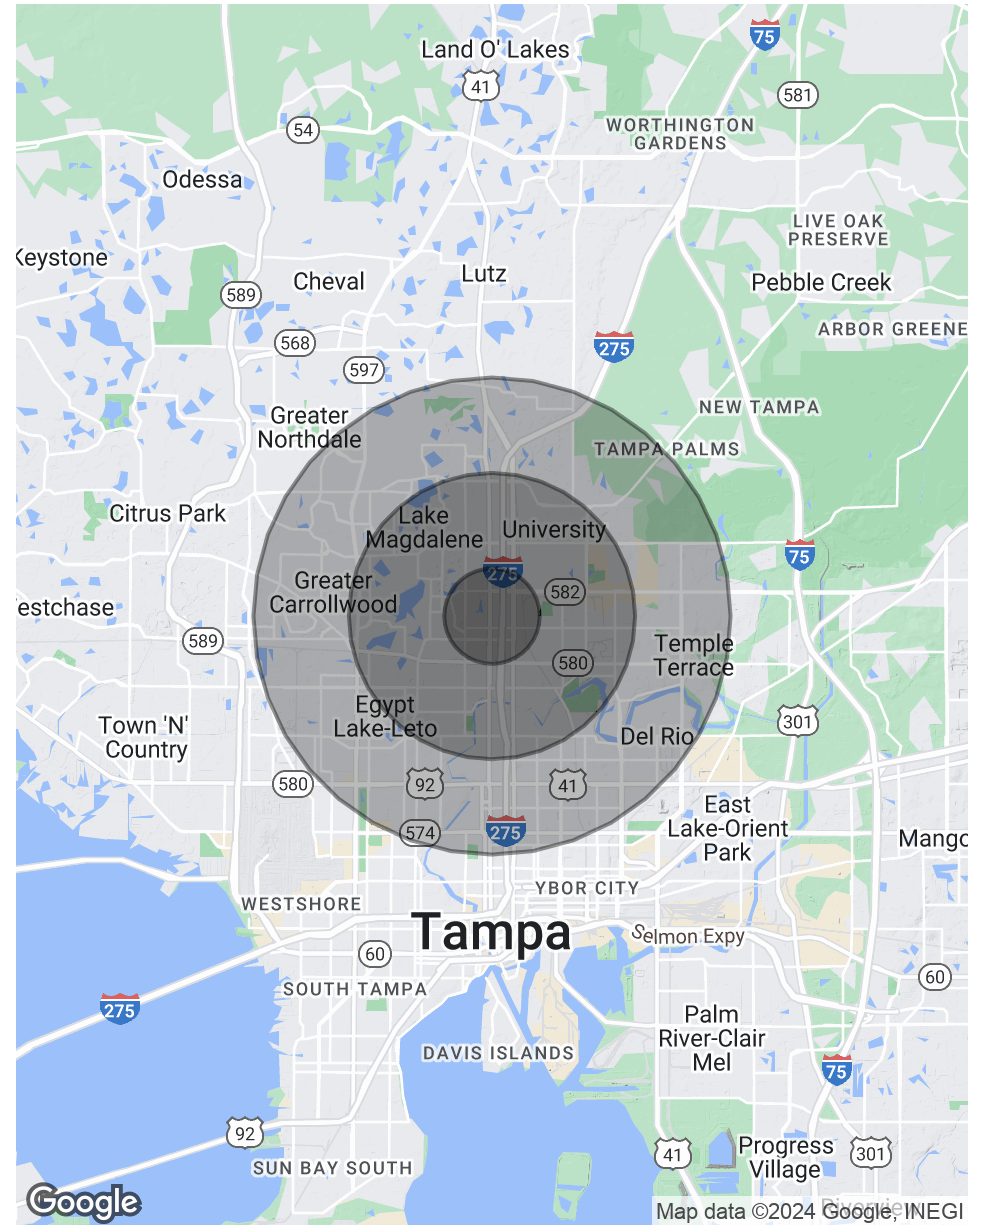 Land O' Lakes
75
41
581
54
WORTHINGTON
GARDENS
Odessa
LIVE OAK
PRESERVE
Keystone
Cheval
Lutz
Pebble Creek
589
ARBOR GREENE
568
275
597
NEW TAMPA
Greater
Northdale
TAMPA PALMS
Citrus Park
Lake
Magdalene
University
75
275
Greater
Carrollwood
582
estchase
589
Temple
Terrace
580
Egypt
Lake-Leto
Town 'N'
Country
301
Del Rio
580
92
41
East
Lake-Orient
Park
574
275
Mango
YBOR CITY
WESTSHORE
Tampa
Selmon Expy
60
60
SOUTH TAMPA
275
Palm
River-Clair
Mel
DAVIS ISLANDS
75
92
41
Progress
Village
301
SUN BAY SOUTH
Google
Riverview
Map data ©2024 Google, INEGI